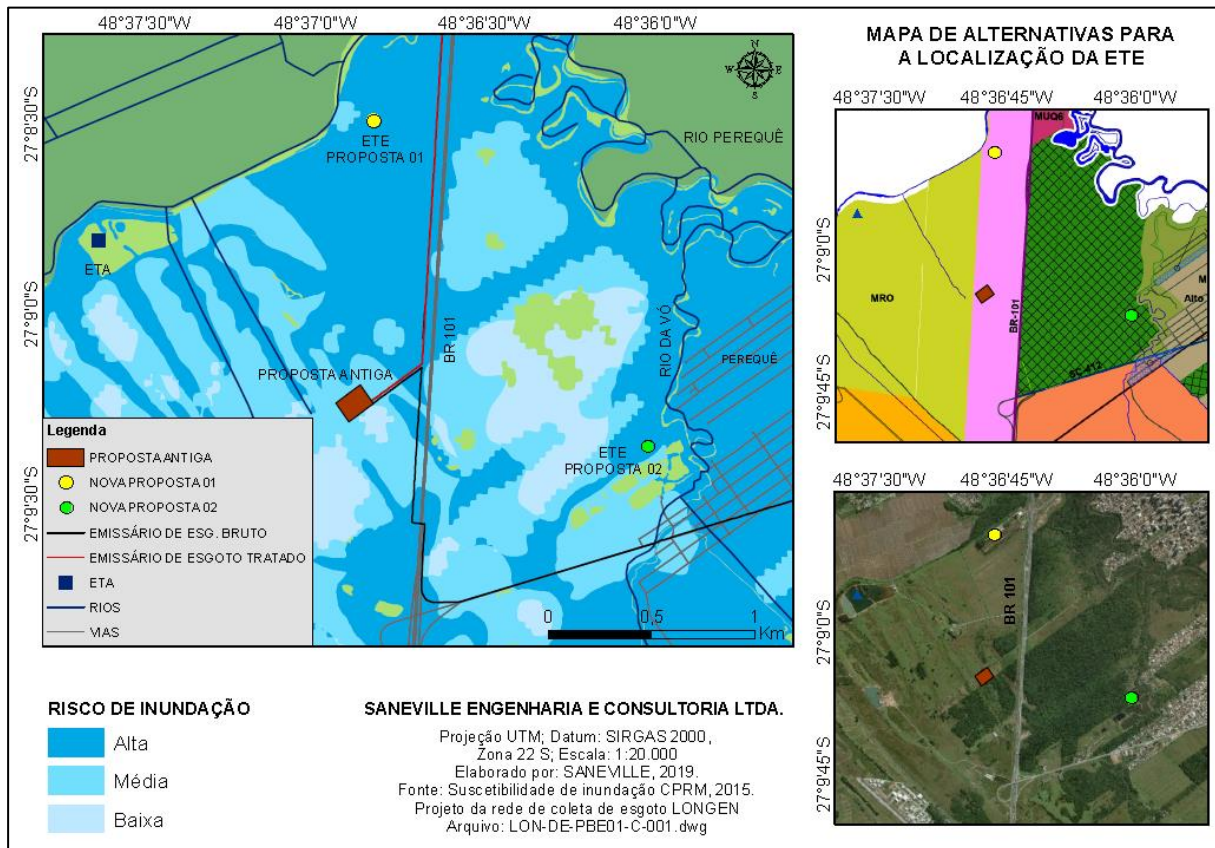 48°37'30"W 48°37'0"W 48°36'30"W 48°36'0"W
27°8'30"S
27°9'0"S
27°9'30"S
N
W E
S
ETE
PROPOSTA 01
RIO PEREQUÊ
ETA
BR 101
RIO DA VÓ
PEREQUÊ
PROPOSTA ANTIGA
ETE
PROPOSTA 02
Legenda
PROPOSTA ANTIGA
NOVA PROPOSTA 01
NOVA PROPOSTA 02
EMISSÁRIO DE ESG. BRUTO
EMISSÁRIO DE ESGOTO TRATADO
ETA
RIOS
VIAS
0 0,5 1
Km
MAPA DE ALTERNATIVAS PARA
A LOCALIZAÇÃO DA ETE
48°37'30"W 48°36'45"W 48°36'0"W
27°9'0"S
27°9'45"S
MUQ6
MRO
BR-101
SC-412
M
Alto
48°37'30"W 48°36'45"W 48°36'0"W
27°9'0"S
27°9'45"S
BR 101
RISCO DE INUNDAÇÃO
Alta
Média
Baixa
SANEVILLE ENGENHARIA E CONSULTORIA LTDA.
Projeção UTM; Datum: SIRGAS 2000,
Zona 22 S; Escala: 1:20.000
Elaborado por: SANEVILLE, 2019.
Fonte: Suscetibilidade de inundação CPRM, 2015.
Projeto da rede de coleta de esgoto LONGEN
Arquivo: LON-DE-PBE01-C-001.dwg